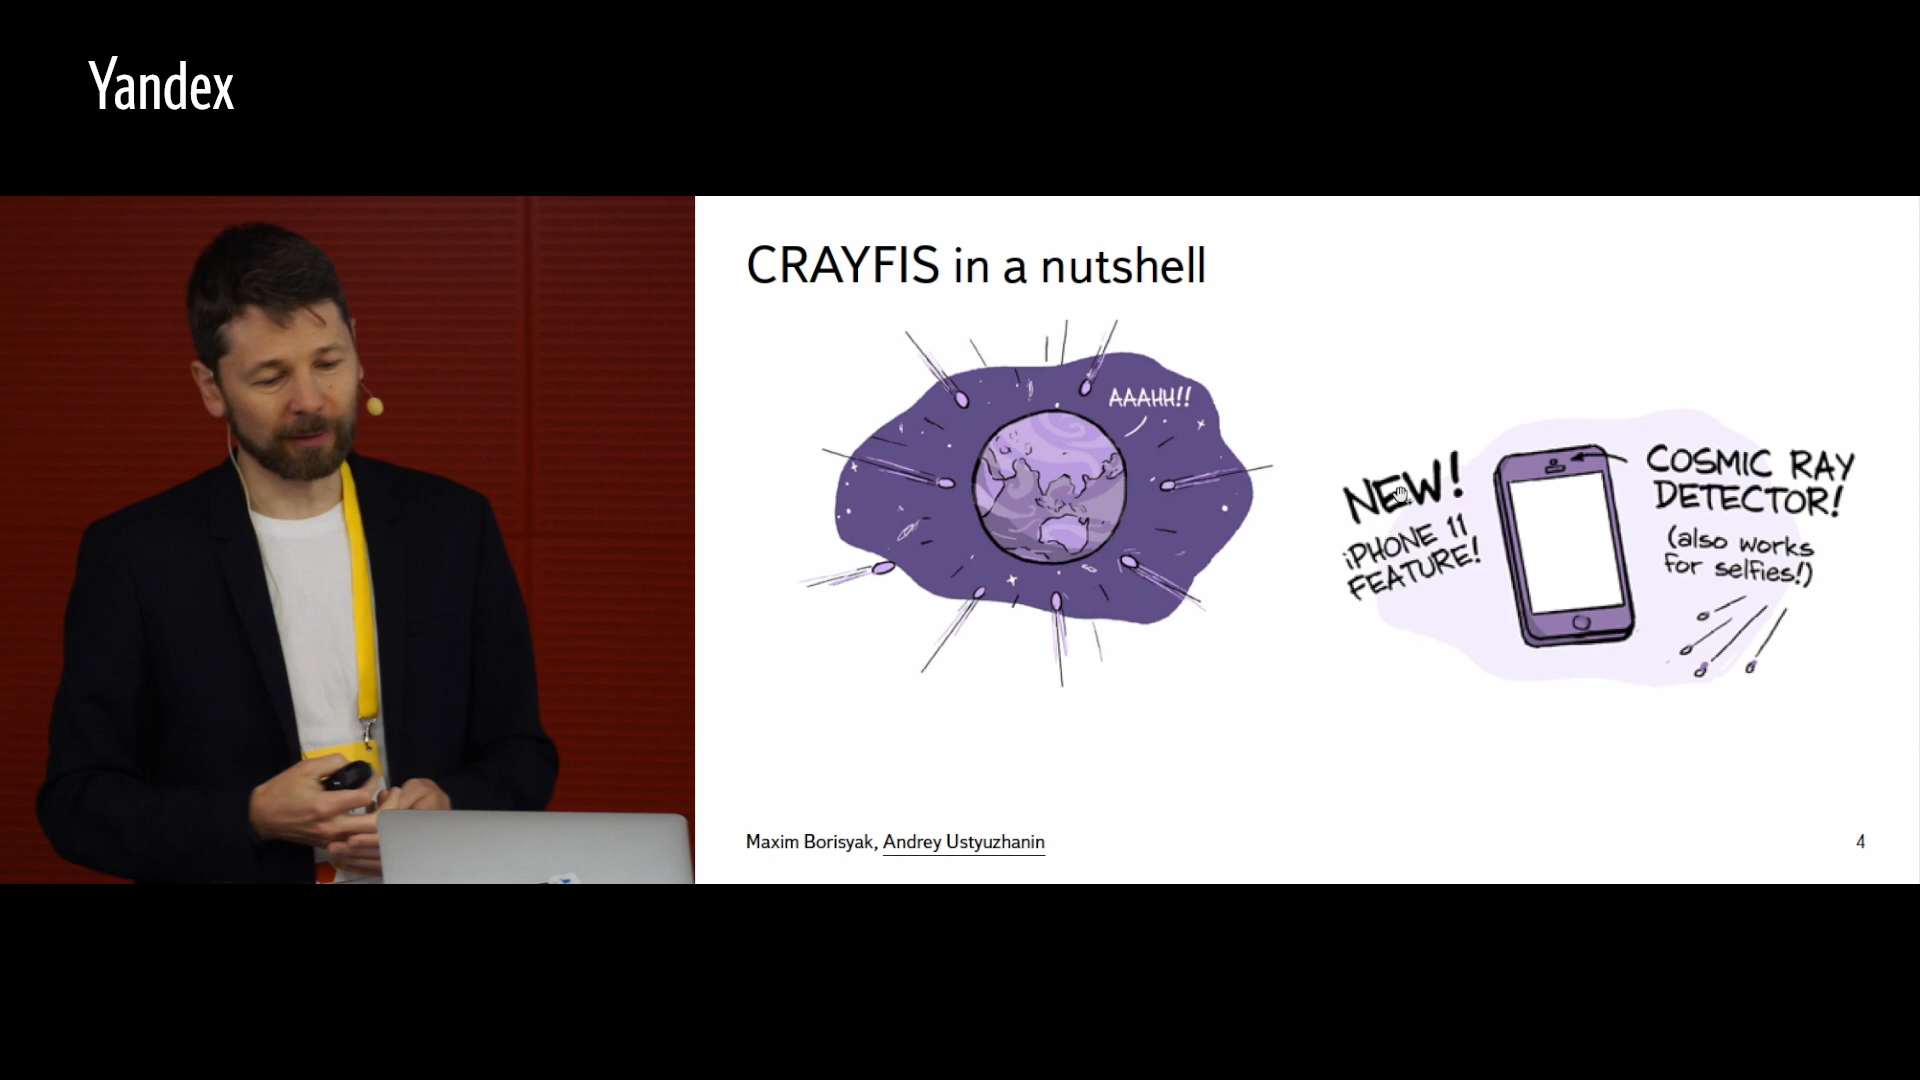 Yandex
CRAYFIS in a nutshell
AAAHH!!
NEW!
iPHONE 11
FEATURE!
COSMIC RAY
DETECTOR!
(also works
for selfies!)
Maxim Borisyak, Andrey Ustyuzhanin
4